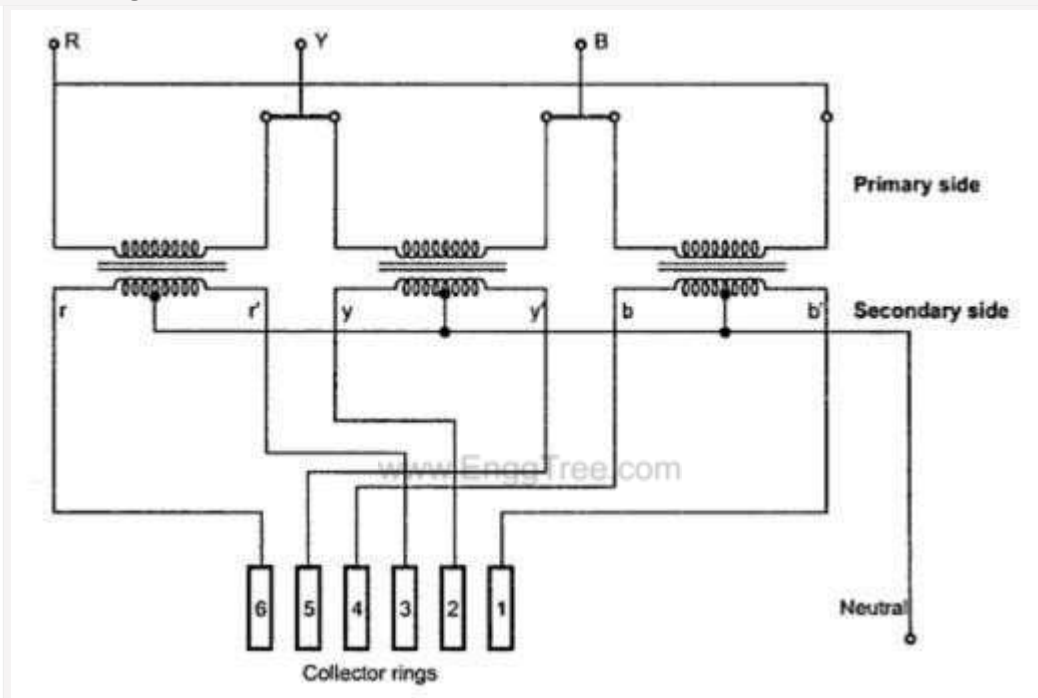 R Y B
Primary side
r r' y y' b b' Secondary side
www.EnggTree.com
6 5 4 3 2 1
Neutral
Collector rings